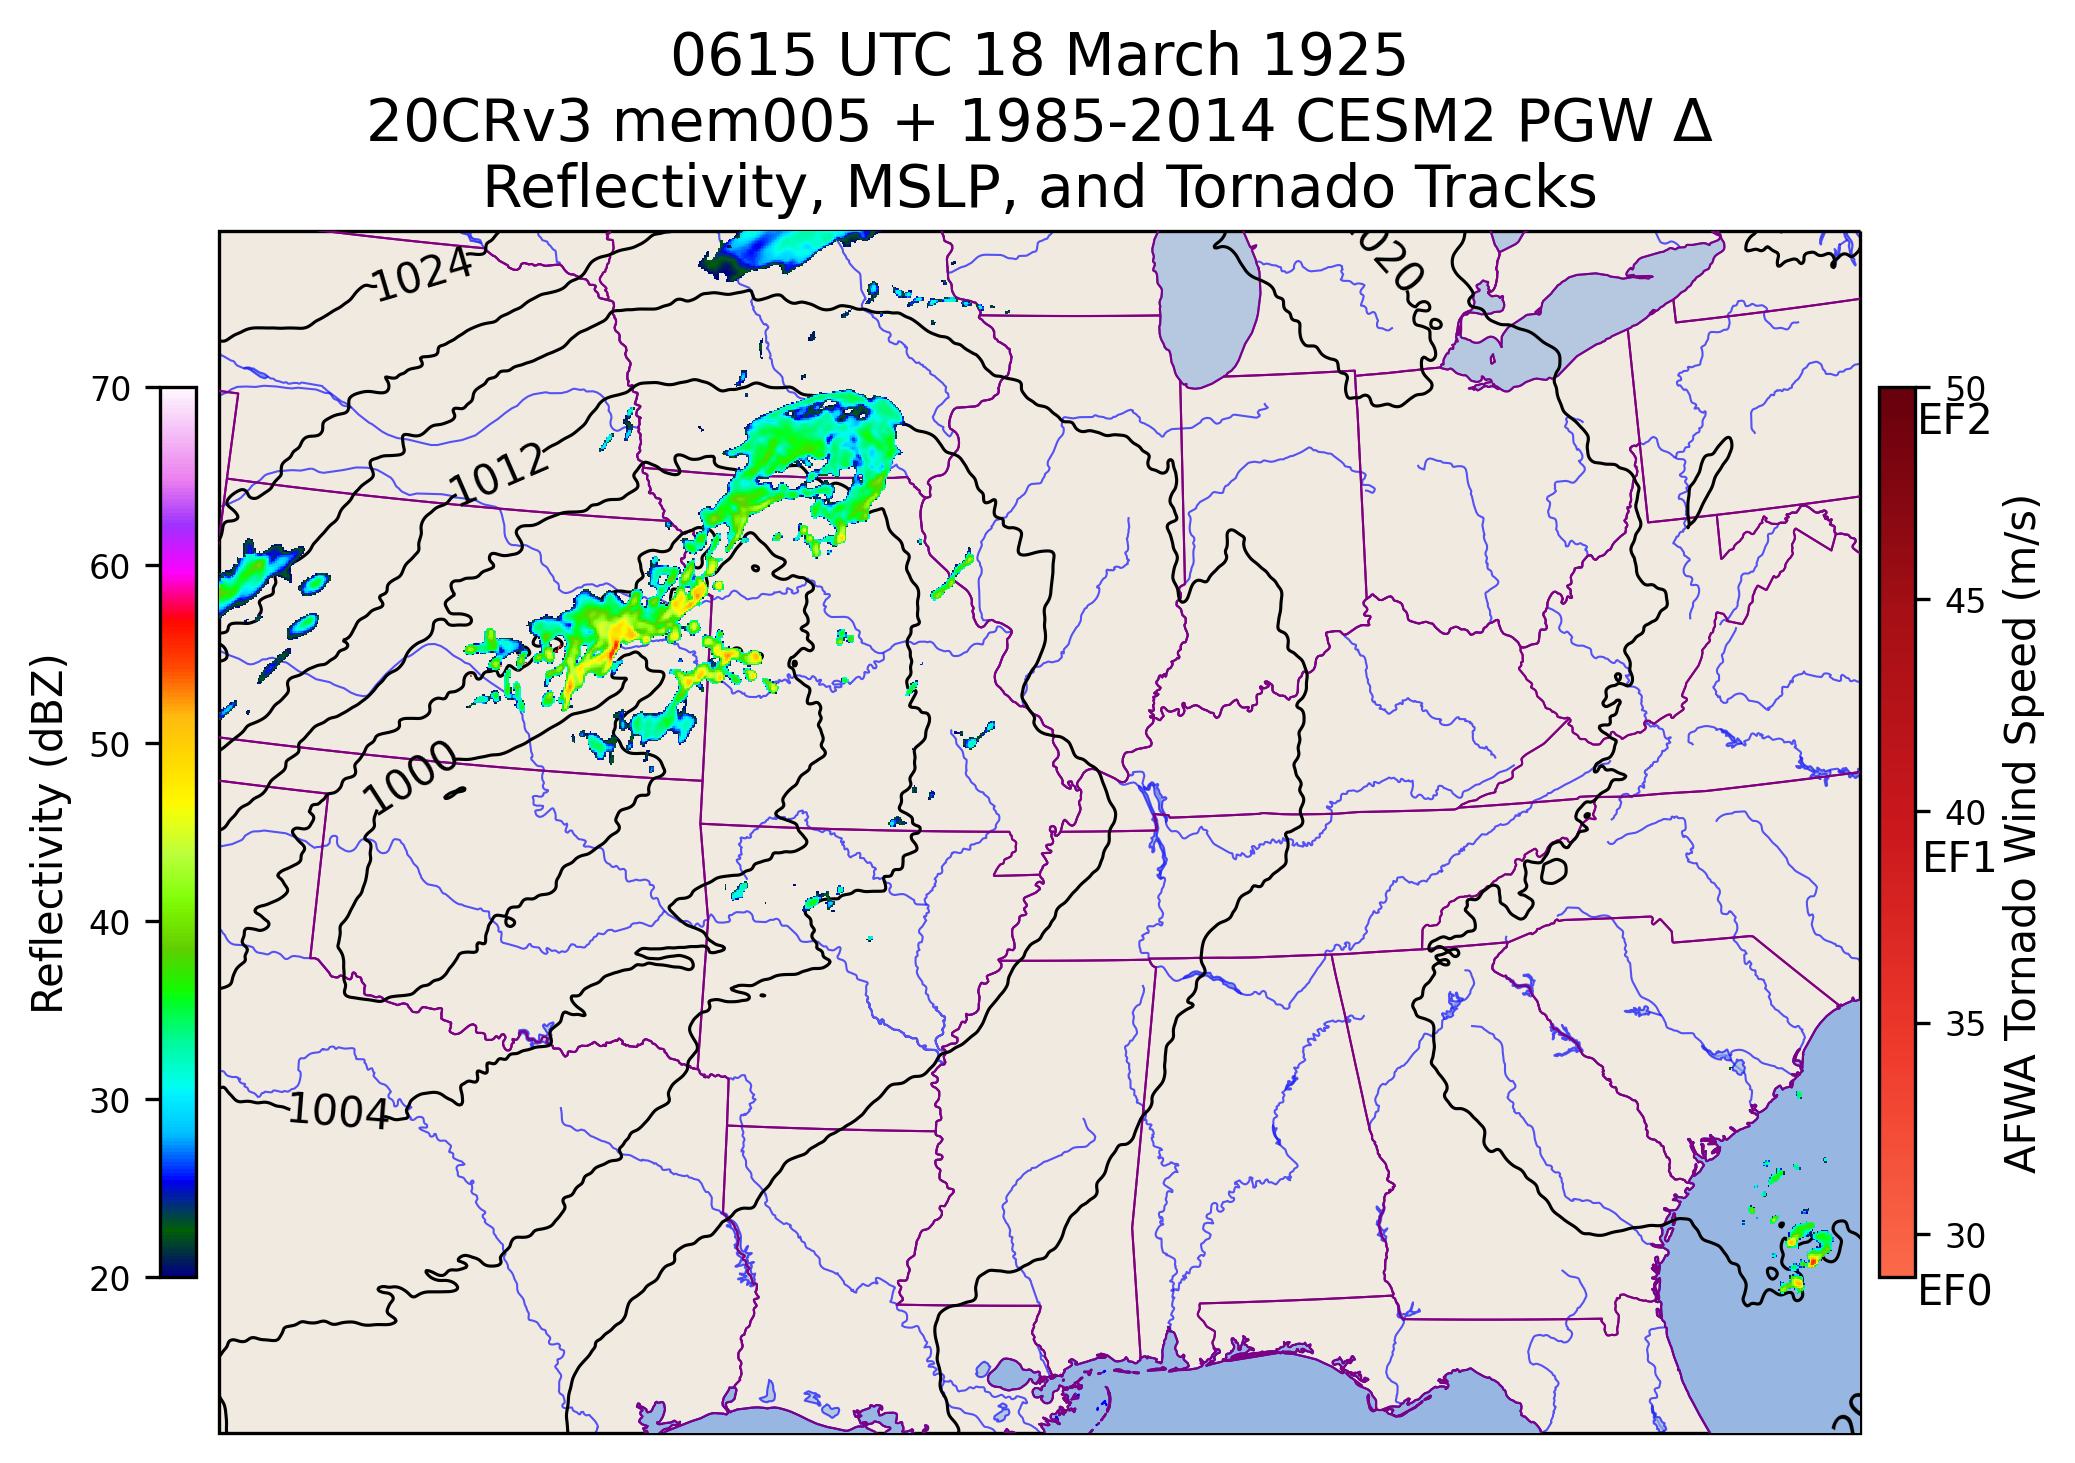 0615 UTC 18 March 1925
20CRv3 mem005 + 1985-2014 CESM2 PGW Δ
Reflectivity, MSLP, and Tornado Tracks
1024
1012
1000
1004
70
60
50
40
30
20
Reflectivity (dBZ)
50
EF2
45
40
EF1
35
30
EF0
AFWA Tornado Wind Speed (m/s)